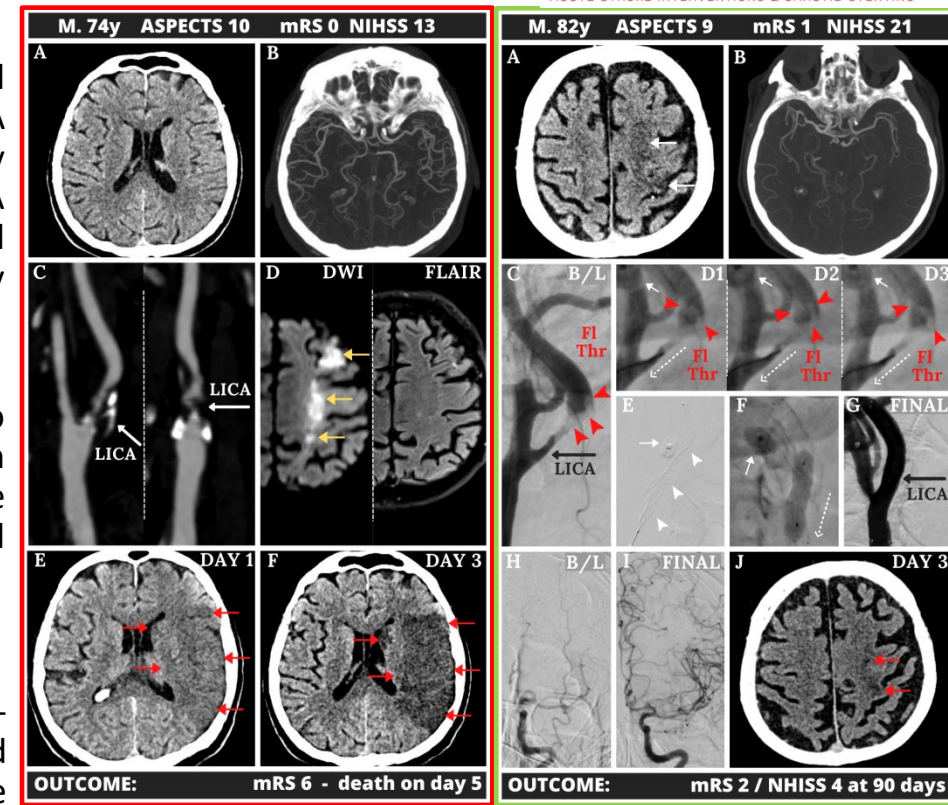 M. 74y ASPECTS 10 mRS 0 NIHSS 13
A
B
C
LICA
LICA
D DWI FLAIR
E DAY 1
F DAY 3
OUTCOME: mRS 6 - death on day 5
M. 82y ASPECTS 9 mRS 1 NIHSS 21
A
B
C B/L
Fl
Thr
LICA
D1
D2
D3
Fl
Thr
Fl
Thr
Fl
Thr
E
F
G FINAL
LICA
H B/L
I FINAL
J DAY 3
OUTCOME: mRS 2 / NHISS 4 at 90 days